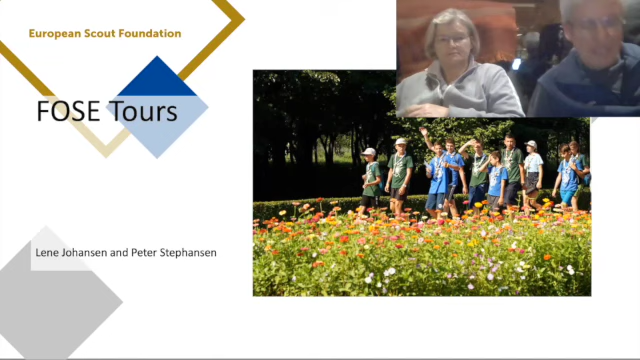 European Scout Foundation
FOSE Tours
Lene Johansen and Peter Stephansen